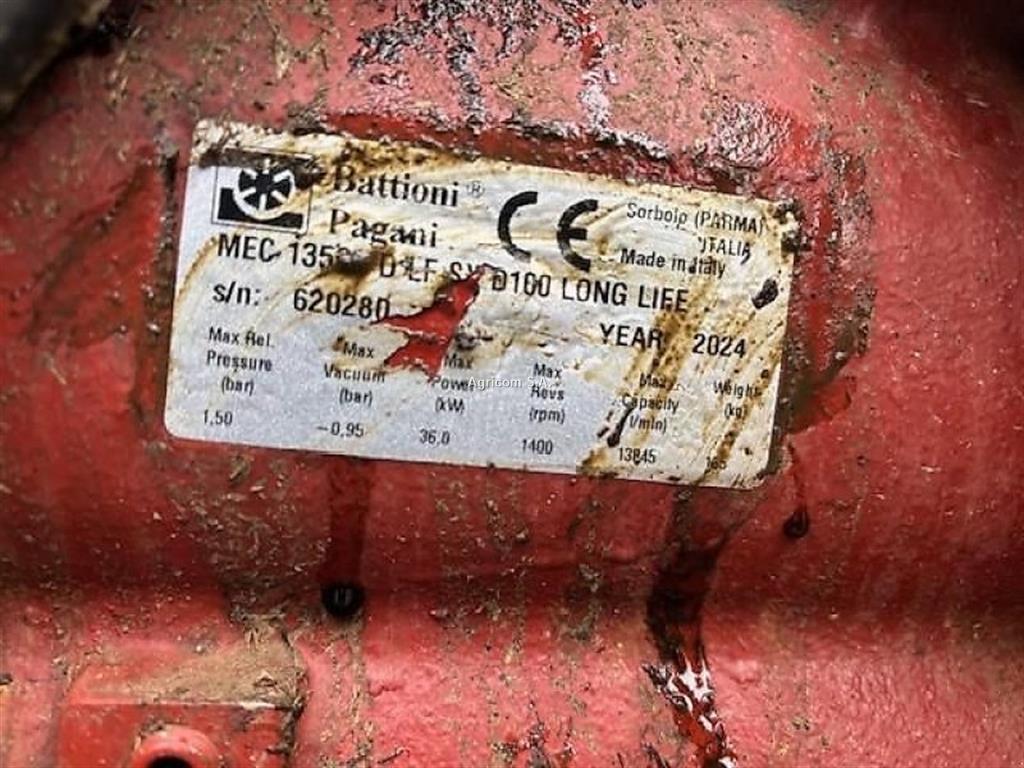 Battioni®
Pagani
CE
Sorbolo (PARMA)
ITALIA
Made in Italy
MEC D LF D100 LONG LIFE
s/n: 620280
YEAR 2024
Max Rel. Pressure (bar)
Max Vacuum (bar)
Max Power (kW)
Max Revs (rpm)
Max Capacity (l/min)
Weight (kg)
1,50 -0,95 36,0 1400 13845
Agricom S.A.